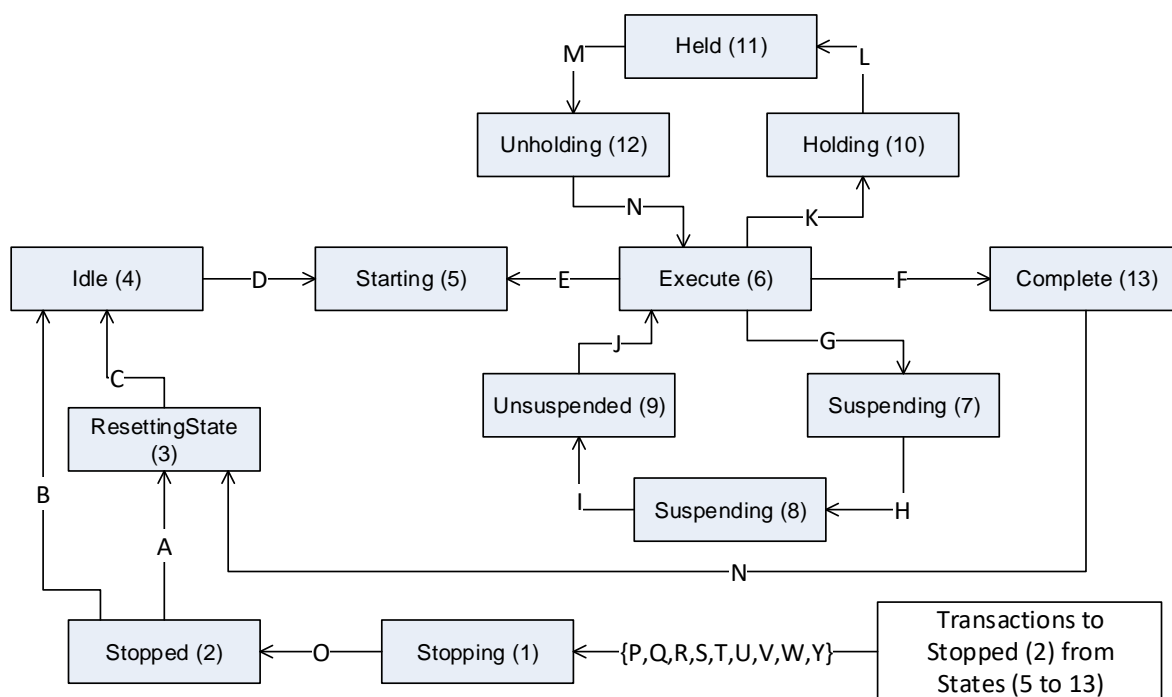 Held (11)
M
L
Unholding (12)
Holding (10)
N
K
Idle (4)
D
Starting (5)
E
Execute (6)
F
Complete (13)
J
G
C
Unsuspended (9)
Suspending (7)
ResettingState
(3)
B
I
Suspending (8)
H
A
N
Stopped (2)
O
Stopping (1)
{P,Q,R,S,T,U,V,W,Y}
Transactions to
Stopped (2) from
States (5 to 13)